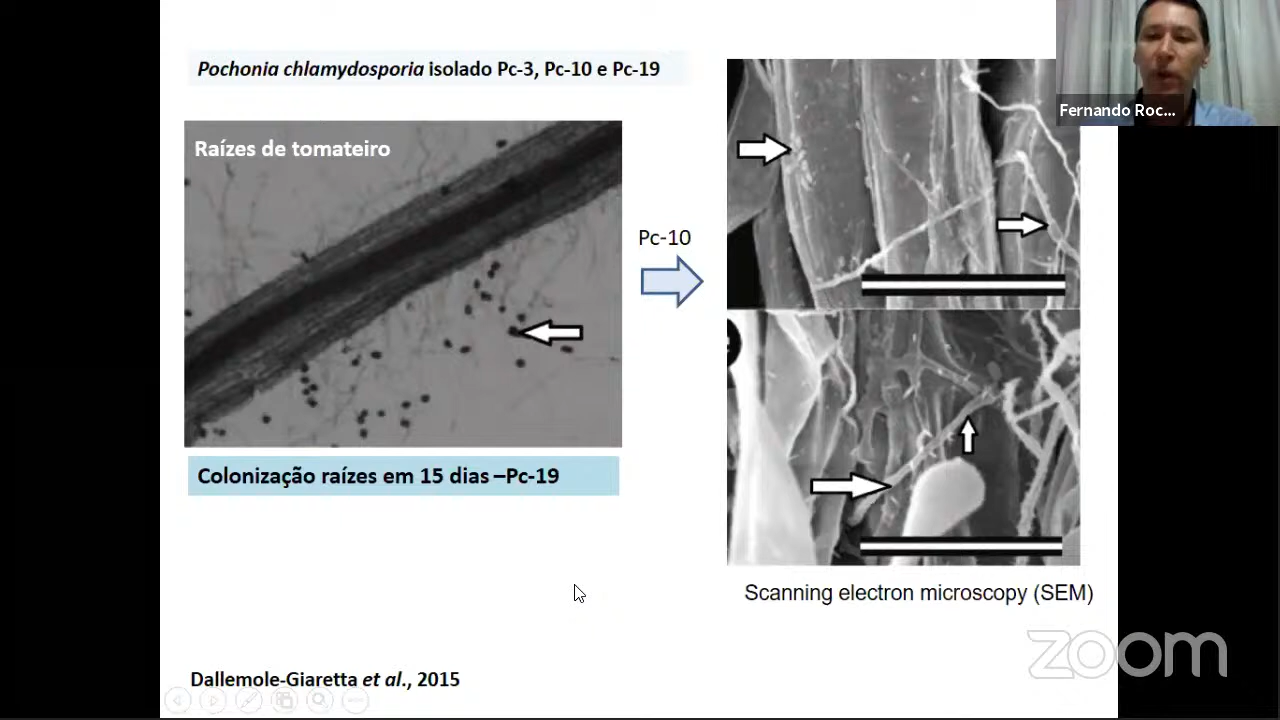 Pochonia chlamydosporia isolado Pc-3, Pc-10 e Pc-19
Raízes de tomateiro
Pc-10
Colonização raízes em 15 dias –Pc-19
Scanning electron microscopy (SEM)
Dallemole-Giaretta et al., 2015
Fernando Roc...
zoom